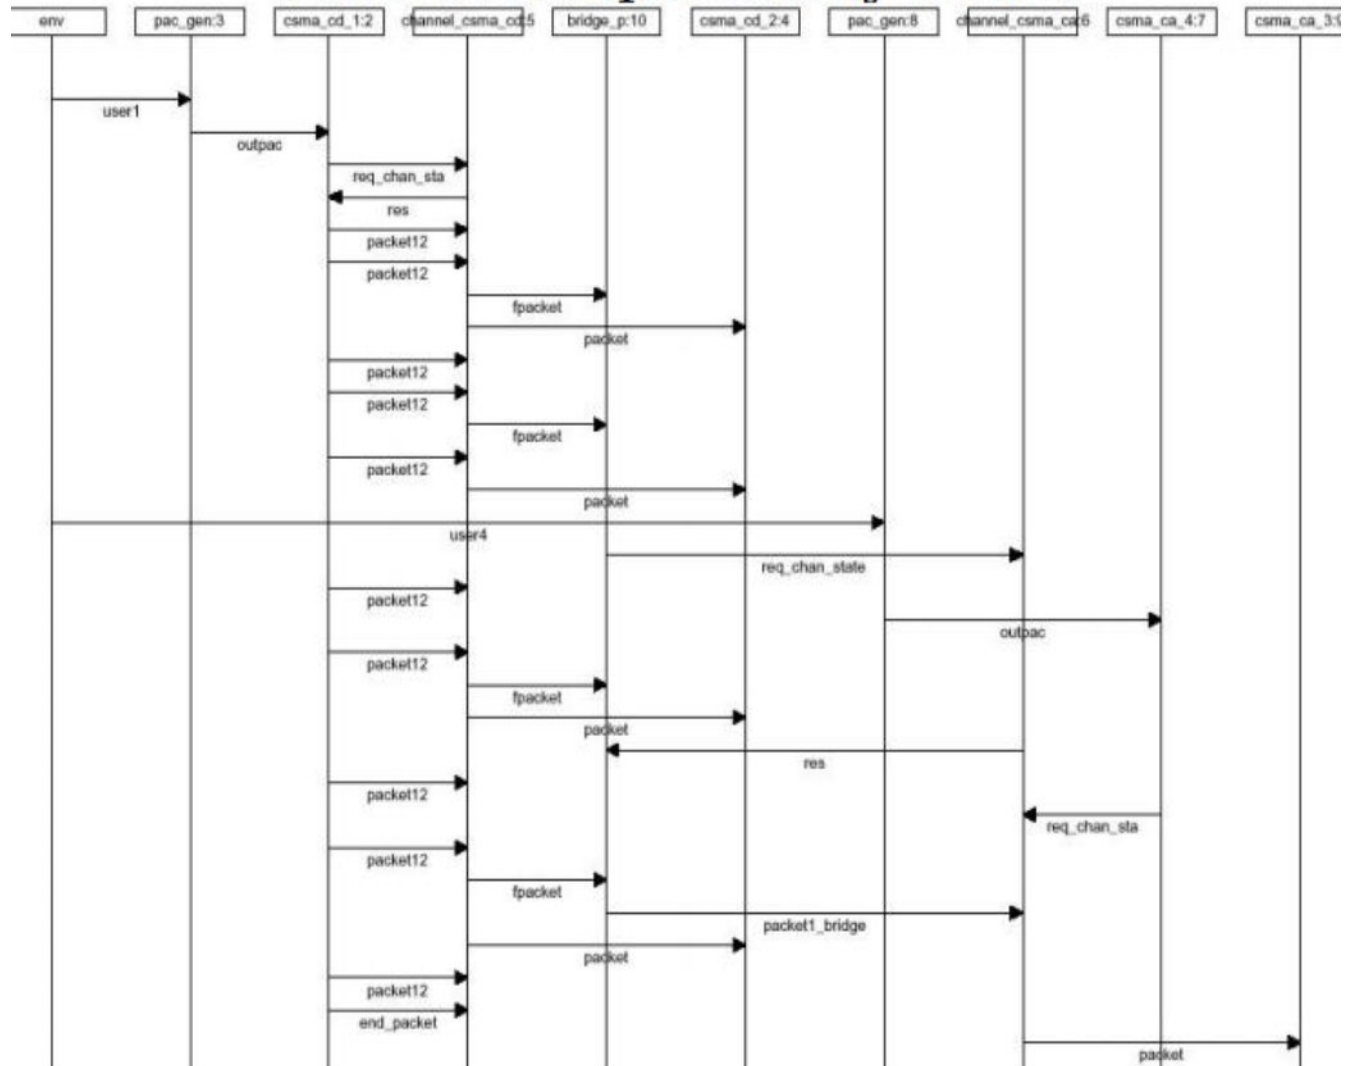 env pac_gen:3 csma_cd_1:2 channel_csma_cd:5 bridge_p:10 csma_cd_2:4 pac_gen:8 channel_csma_ca:6 csma_ca_4:7 csma_ca_3:9
user1
outpac
req_chan_sta
res
packet12
packet12
fpacket
packet
packet12
packet12
fpacket
packet12
packet
user4
req_chan_state
packet12
outpac
packet12
fpacket
packet
res
packet12
req_chan_sta
packet12
fpacket
packet1_bridge
packet
packet12
end_packet
packet